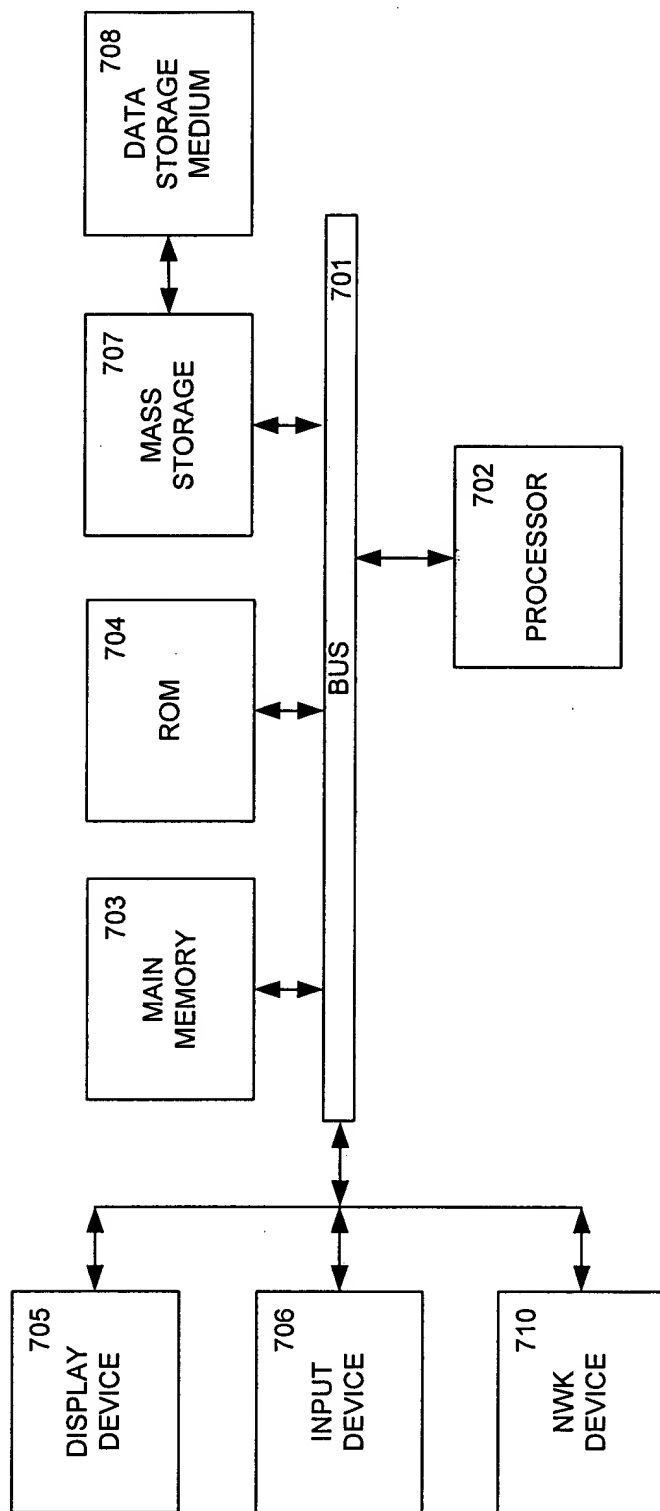 705
DISPLAY
DEVICE
706
INPUT
DEVICE
710
NWK
DEVICE
703
MAIN
MEMORY
704
ROM
707
MASS
STORAGE
708
DATA
STORAGE
MEDIUM
BUS
701
702
PROCESSOR